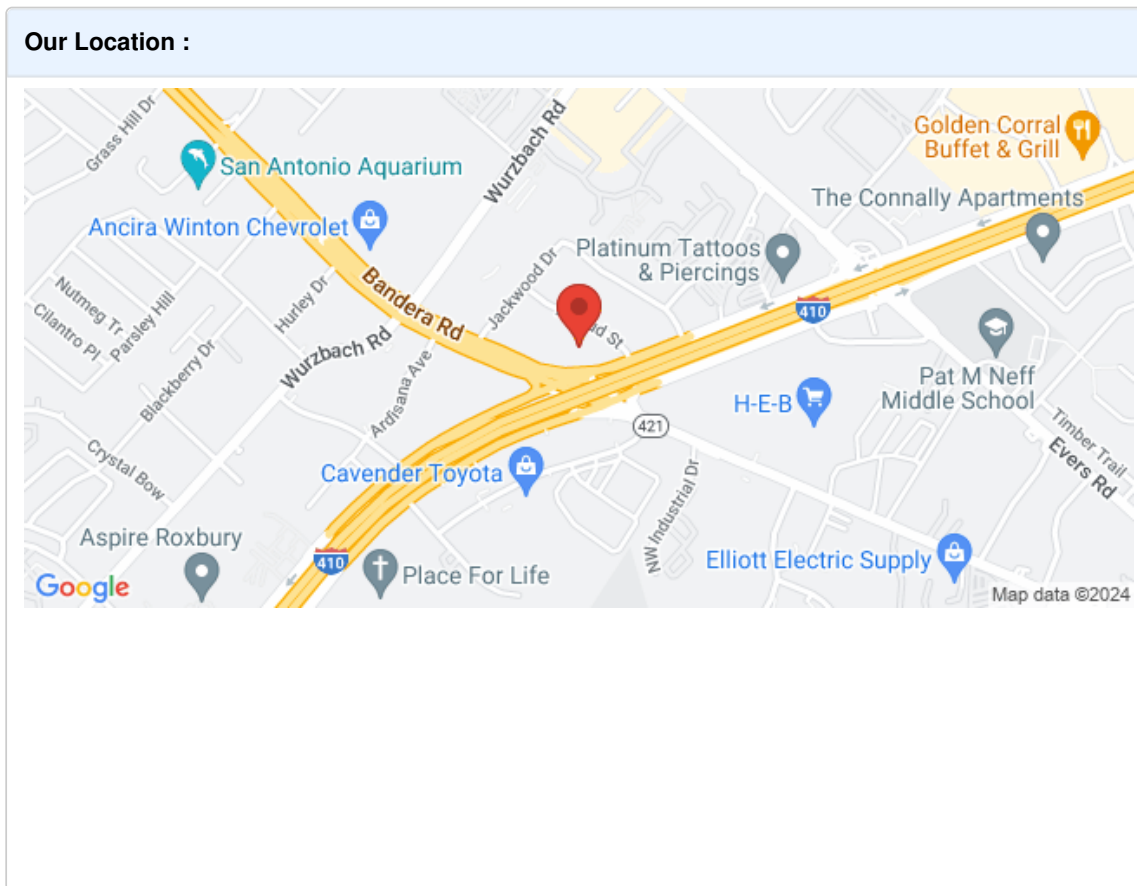 Our Location :
Grass Hill Dr
San Antonio Aquarium
Wurzbach Rd
Golden Corral
Buffet & Grill
Ancira Winton Chevrolet
The Connally Apartments
Platinum Tattoos
& Piercings
Jackwood Dr
Bandera Rd
Hurley Dr
Nutmeg Tr
Parsley Hill
Cilantro Pl
St
410
Wurzbach Rd
Blackberry Dr
Ardisana Ave
Pat M Neff
Middle School
H-E-B
421
Timber Trail
Evers Rd
Crystal Bow
Cavender Toyota
NW Industrial Dr
Aspire Roxbury
410
Place For Life
Elliott Electric Supply
Google
Map data ©2024